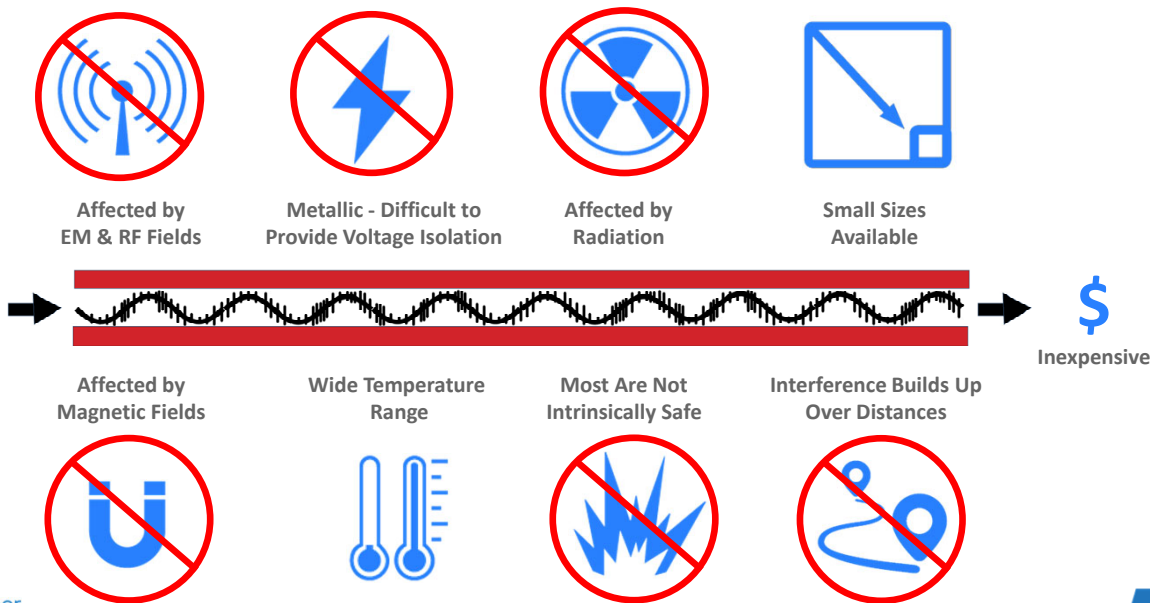 Affected by
EM & RF Fields
Metallic - Difficult to
Provide Voltage Isolation
Affected by
Radiation
Small Sizes
Available
$
Inexpensive
Affected by
Magnetic Fields
Wide Temperature
Range
Most Are Not
Intrinsically Safe
Interference Builds Up
Over Distances